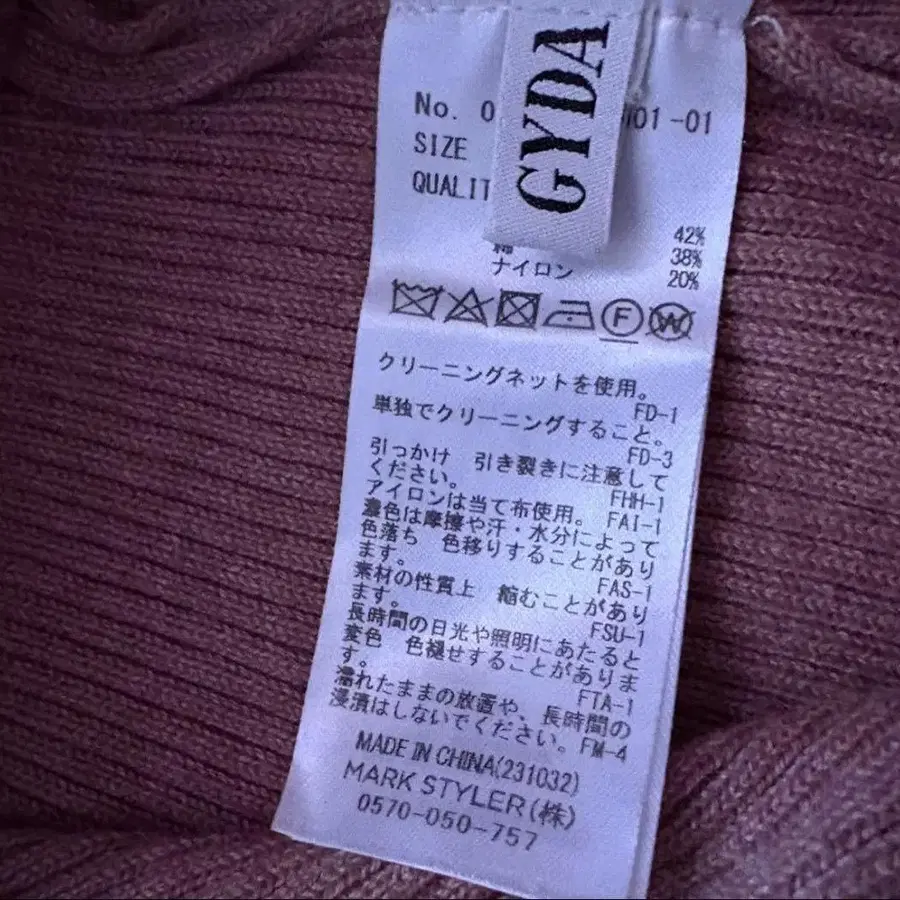 GYDA
No. 0 01-01
SIZE
QUALIT
42%
綿 38%
ナイロン 20%
F W
クリーニングネットを使用。
FD-1
単独でクリーニングすること。
FD-3
引っかけ 引き裂きに注意して
ください。 FHH-1
アイロンは当て布使用。 FAI-1
濃色は摩擦や汗・水分によって
色落ち 色移りすることがあり
ます。 FAS-1
素材の性質上 縮むことがあり
ます。 FSU-1
長時間の日光や照明にあたると
変色 色褪せすることがありま
す。 FTA-1
濡れたままの放置や、長時間の
浸漬はしないでください。FM-4
MADE IN CHINA(231032)
MARK STYLER(株)
0570-050-757